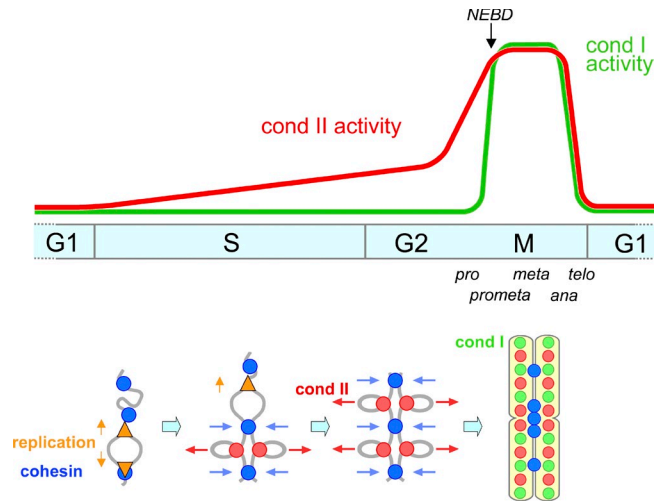 NEBD
cond I
activity
cond II activity
G1
S
G2
M
G1
pro
meta
telo
prometa
ana
cond I
cond II
replication
cohesin